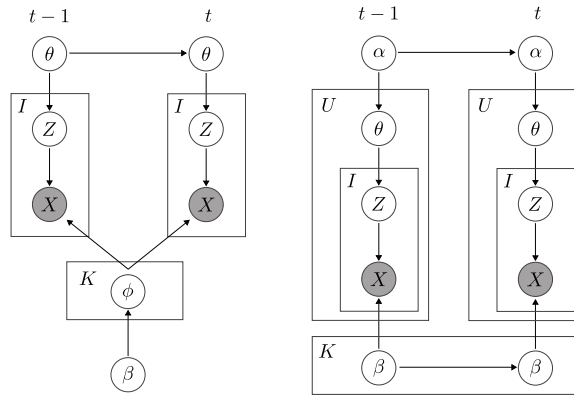 t − 1 t t − 1 t
θ θ α α
I I U U
Z Z θ θ
I I
X X Z Z
K X X
ϕ
K
β β β